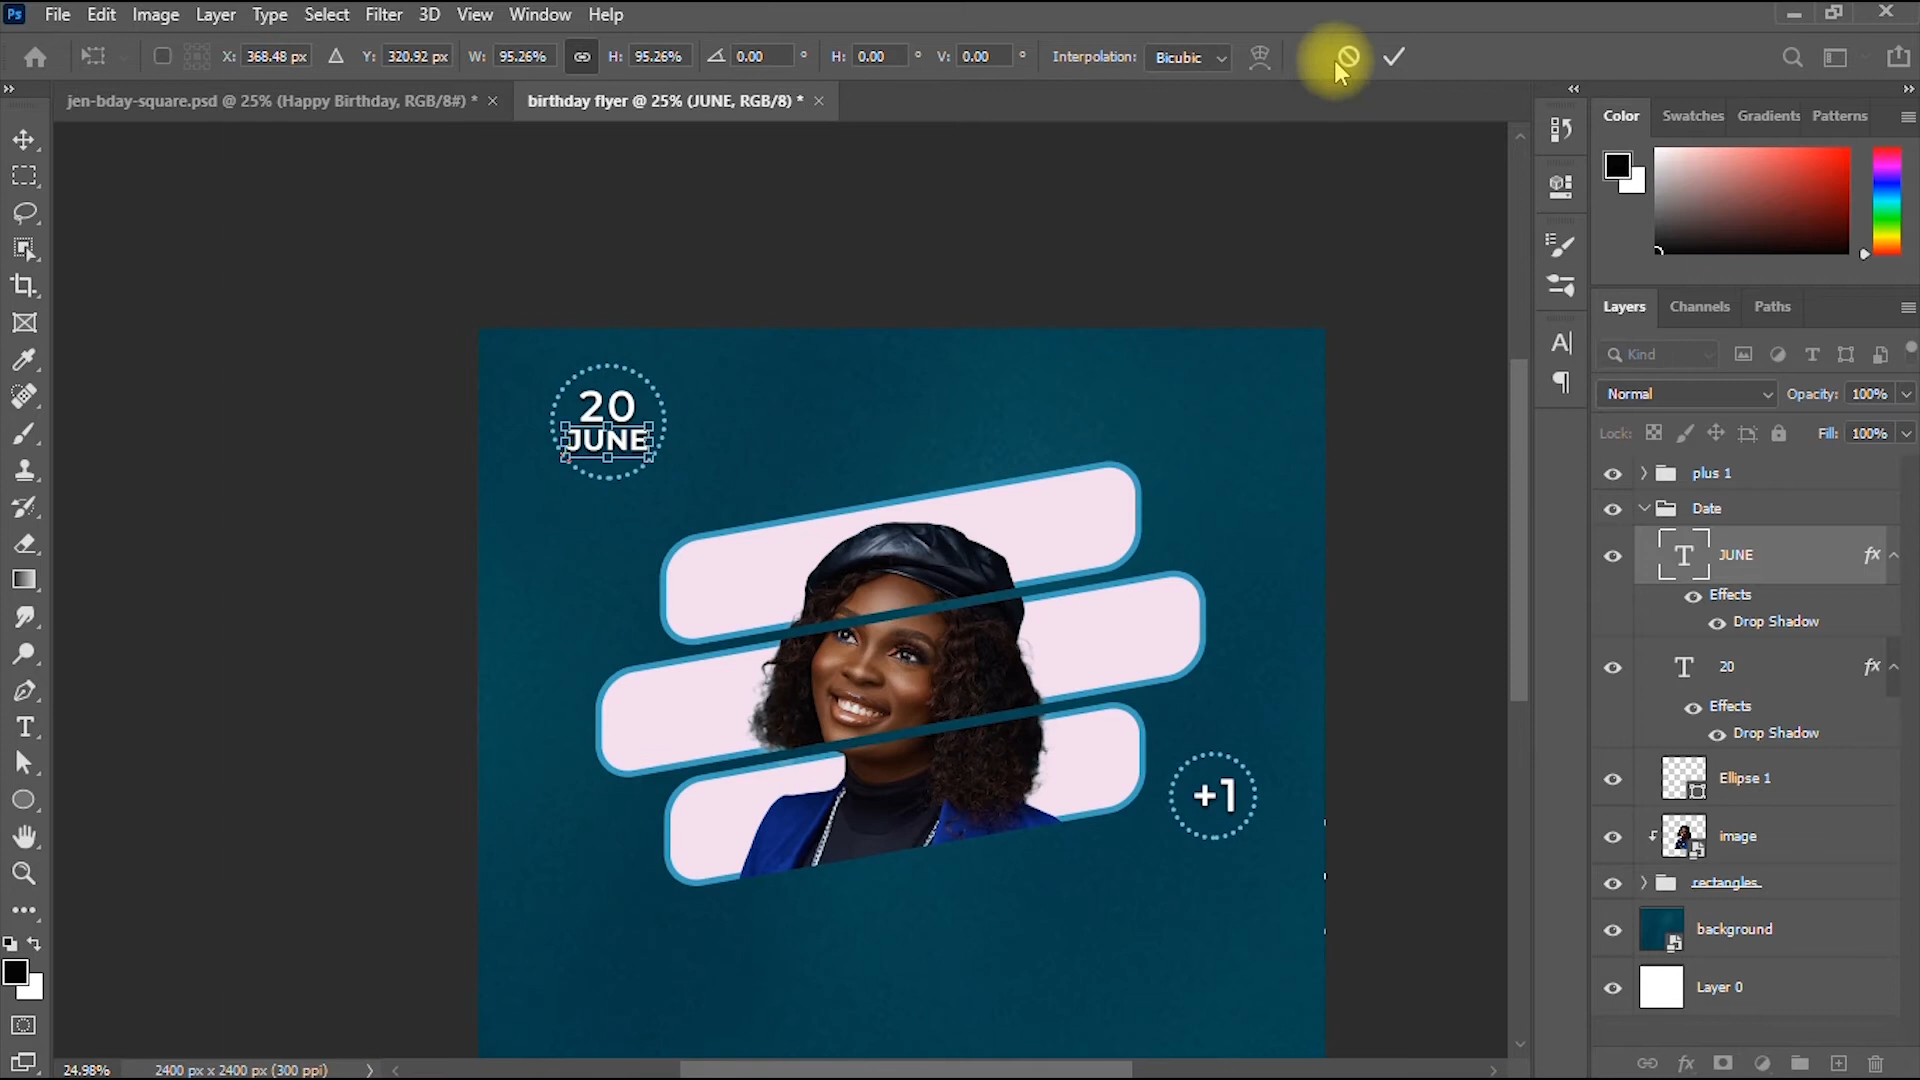 Ps File Edit Image Layer Type Select Filter 3D View Window Help
X: 368.48 px Y: 320.92 px W: 95.26% H: 95.26% 0.00 ° H: 0.00 ° V: 0.00 ° Interpolation: Bicubic
jen-bday-square.psd @ 25% (Happy Birthday, RGB/8#) * birthday flyer @ 25% (JUNE, RGB/8) *
Color Swatches Gradients Patterns
Layers Channels Paths
Kind
Normal Opacity: 100%
Lock: Fill: 100%
plus 1
Date
JUNE fx
Effects
Drop Shadow
20 fx
Effects
Drop Shadow
Ellipse 1
image
rectangles
background
Layer 0
20
JUNE
+1
24.98% 2400 px x 2400 px (300 ppi)